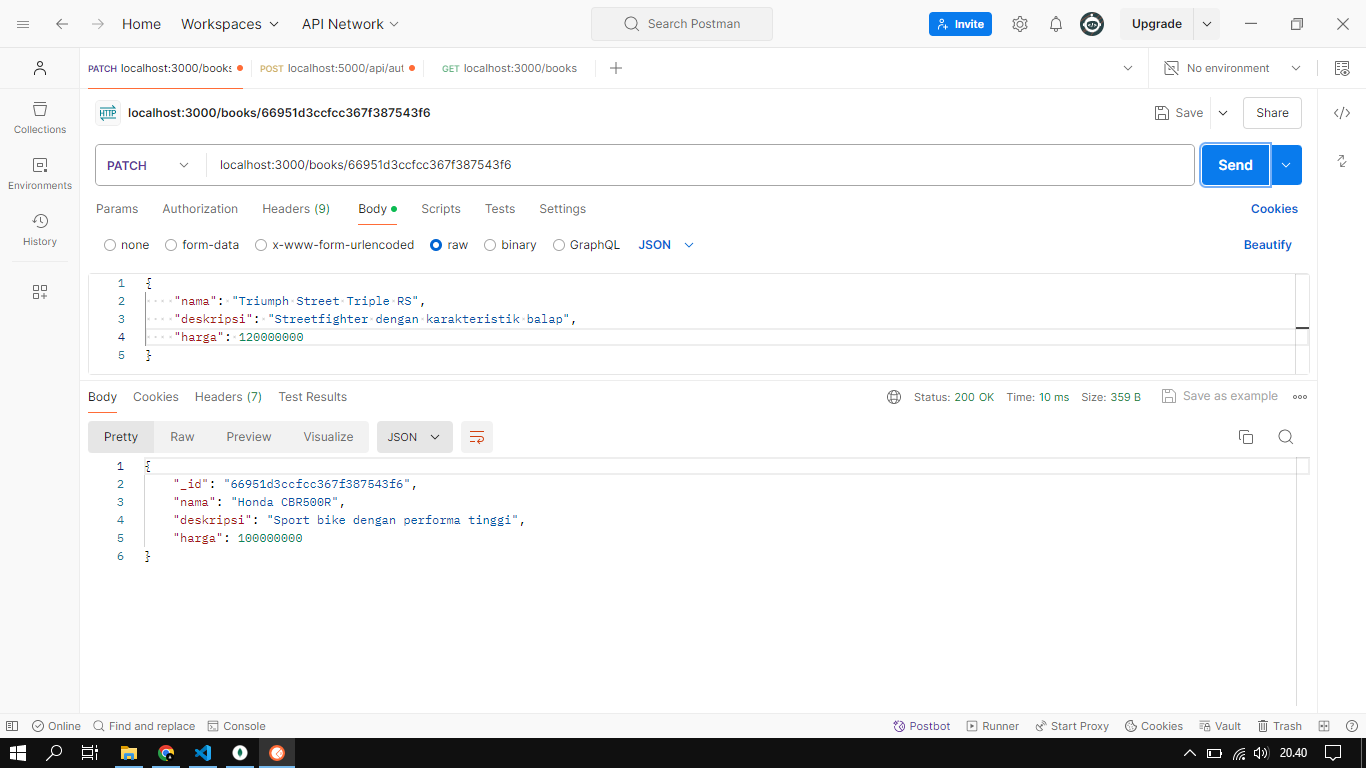 Home Workspaces API Network Search Postman Invite Upgrade
PATCH localhost:3000/books POST localhost:5000/api/aut GET localhost:3000/books No environment
HTTP localhost:3000/books/66951d3ccfcc367f387543f6 Save Share
PATCH localhost:3000/books/66951d3ccfcc367f387543f6 Send
Params Authorization Headers (9) Body Scripts Tests Settings Cookies
none form-data x-www-form-urlencoded raw binary GraphQL JSON Beautify
1 {
2 "nama": "Triumph Street Triple RS",
3 "deskripsi": "Streetfighter dengan karakteristik balap",
4 "harga": 120000000
5 }
Body Cookies Headers (7) Test Results Status: 200 OK Time: 10 ms Size: 359 B Save as example
Pretty Raw Preview Visualize JSON
1 {
2 "_id": "66951d3ccfcc367f387543f6",
3 "nama": "Honda CBR500R",
4 "deskripsi": "Sport bike dengan performa tinggi",
5 "harga": 100000000
6 }
Collections
Environments
History
Online Find and replace Console Postbot Runner Start Proxy Cookies Vault Trash
20.40